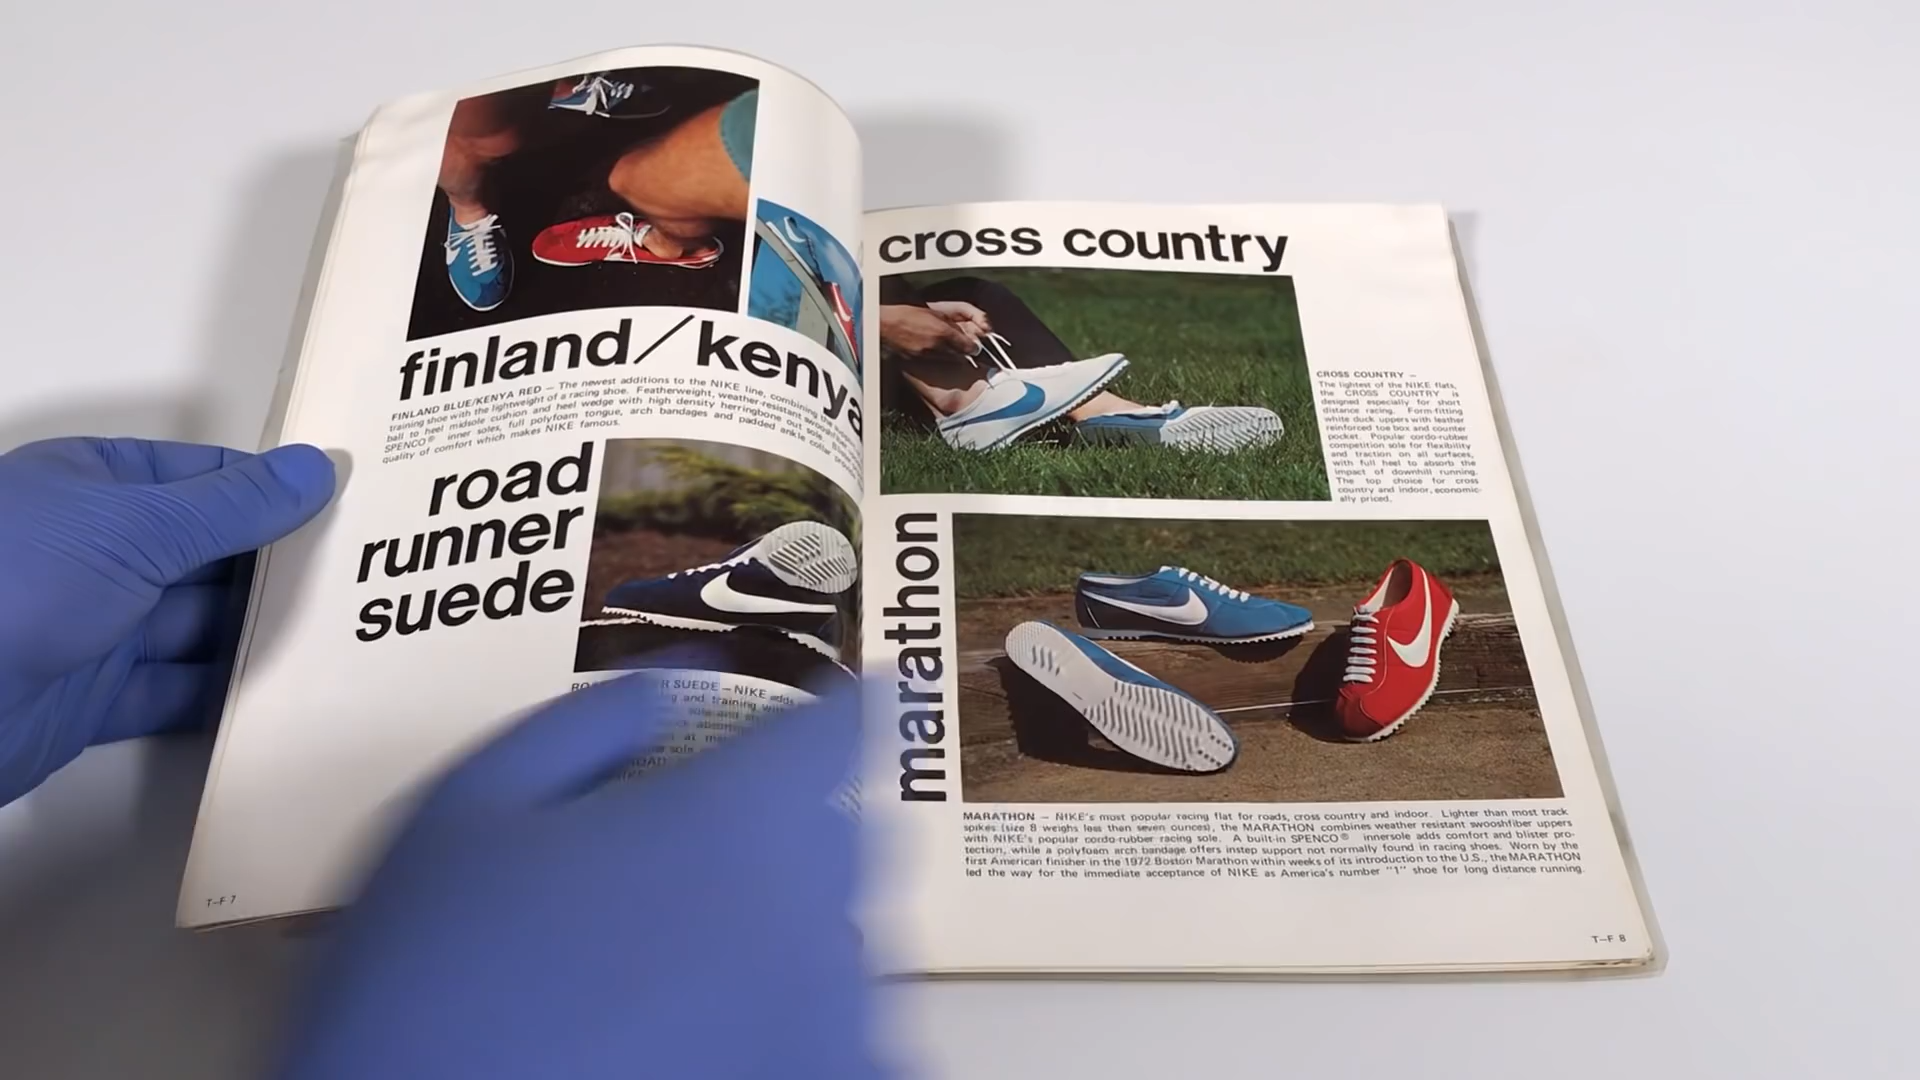 finland/kenya
FINLAND BLUE/KENYA RED — The newest additions to the NIKE line, combining the
training shoe with the lightweight of a racing shoe. Featherweight, weather-resistant swooshfiber
ball to heel midsole cushion and heel wedge with high density herringbone out sole.
SPENCO® inner soles, full polyfoam tongue, arch bandages and padded ankle collar
quality of comfort which makes NIKE famous.
road
runner
suede
SUEDE — NIKE adds
and training
T—F 7
cross country
CROSS COUNTRY —
The lightest of the NIKE flats,
the CROSS COUNTRY is
designed especially for short
distance racing. Form-fitting
white duck uppers with leather
reinforced toe box and counter
pocket. Popular cordo-rubber
competition sole for flexibility
and traction on all surfaces,
with full heel to absorb the
impact of downhill running.
The top choice for cross
country and indoor, economic-
ally priced.
marathon
MARATHON — NIKE's most popular racing flat for roads, cross country and indoor. Lighter than most track
spikes (size 8 weighs less than seven ounces), the MARATHON combines weather resistant swooshfiber uppers
with NIKE's popular cordo-rubber racing sole. A built-in SPENCO® innersole adds comfort and blister pro-
tection, while a polyfoam arch bandage offers instep support not normally found in racing shoes. Worn by the
first American finisher in the 1972 Boston Marathon within weeks of its introduction to the U.S., the MARATHON
led the way for the immediate acceptance of NIKE as America's number "1" shoe for long distance running.
T—F 8